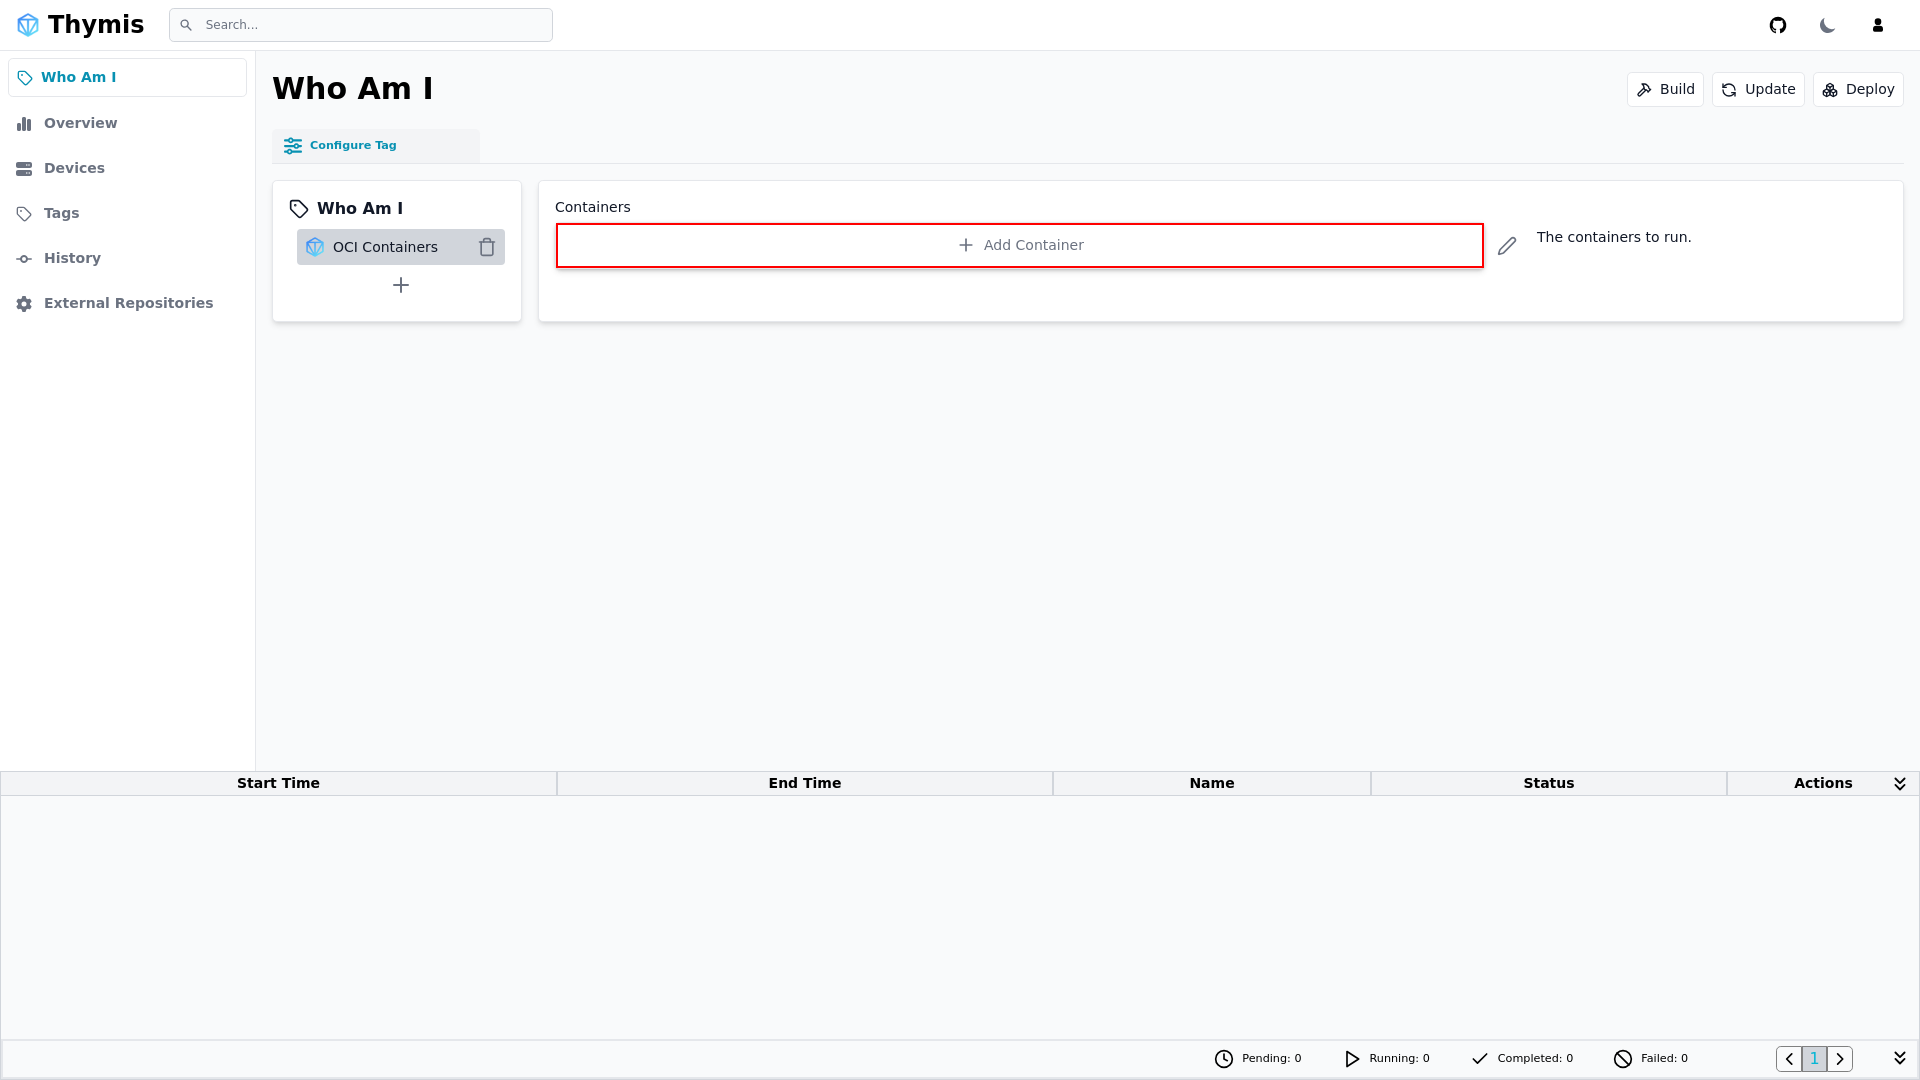 Thymis
Search...
Who Am I
Overview
Devices
Tags
History
External Repositories
Who Am I
Build
Update
Deploy
Configure Tag
Who Am I
OCI Containers
Containers
Add Container
The containers to run.
Start Time
End Time
Name
Status
Actions
Pending: 0
Running: 0
Completed: 0
Failed: 0
1